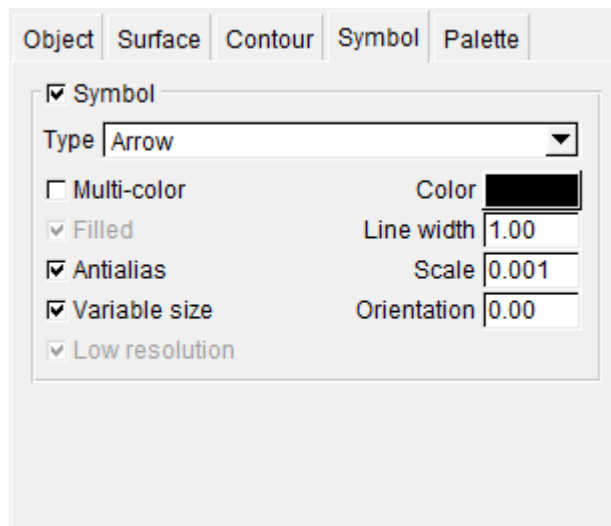 Object Surface Contour Symbol Palette
Symbol
Type Arrow
Multi-color Color
Filled Line width 1.00
Antialias Scale 0.001
Variable size Orientation 0.00
Low resolution